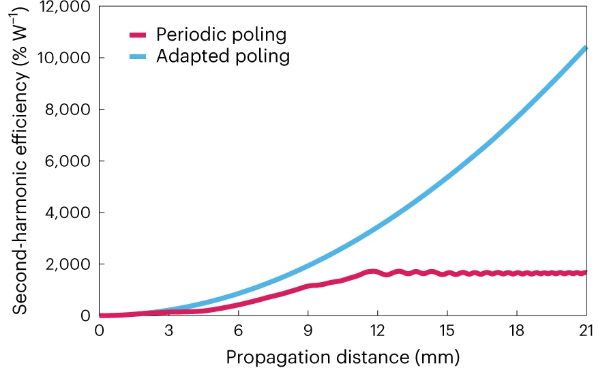 Second-harmonic efficiency (% W⁻¹)
12,000
10,000
8,000
6,000
4,000
2,000
0
Periodic poling
Adapted poling
0 3 6 9 12 15 18 21
Propagation distance (mm)